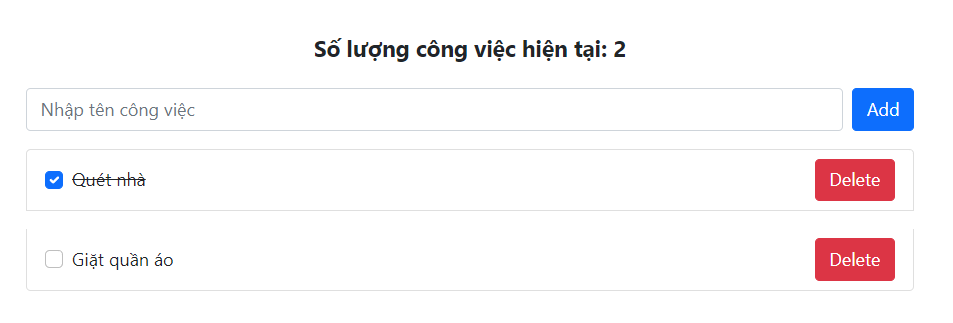 Số lượng công việc hiện tại: 2
Nhập tên công việc Add
Quét nhà Delete
Giặt quần áo Delete